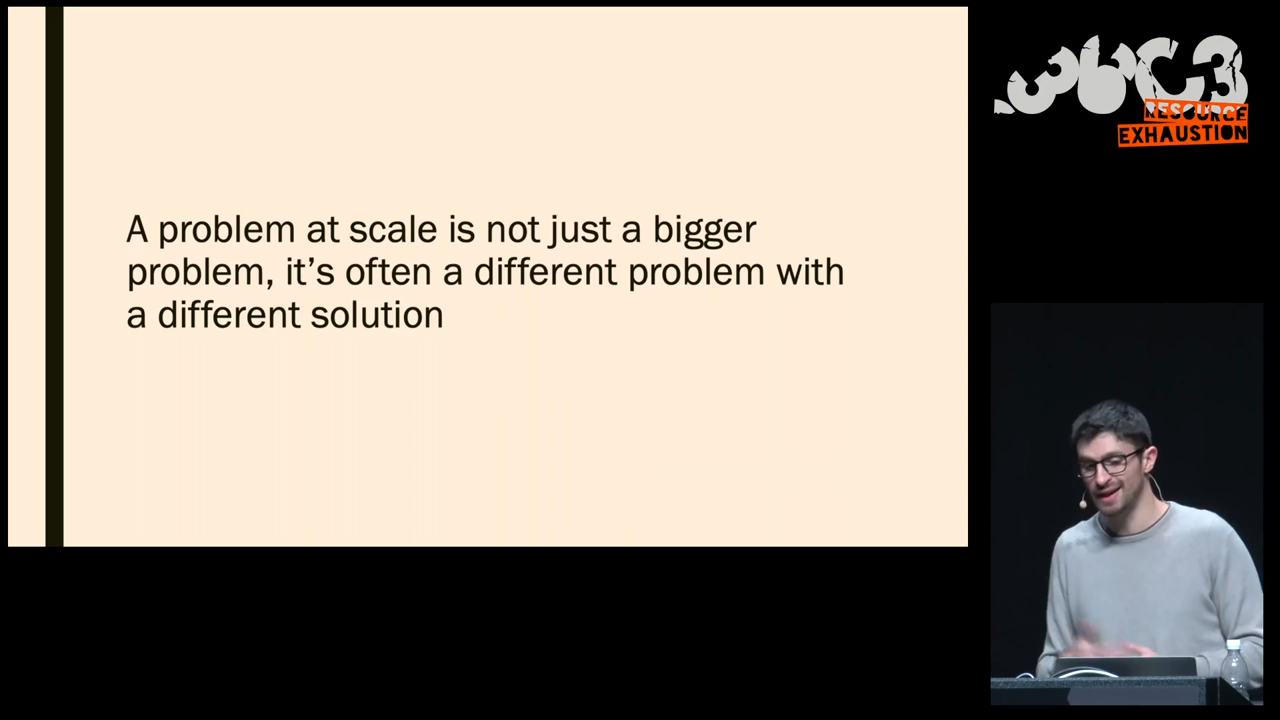 A problem at scale is not just a bigger
problem, it’s often a different problem with
a different solution
36C3
RESOURCE
EXHAUSTION